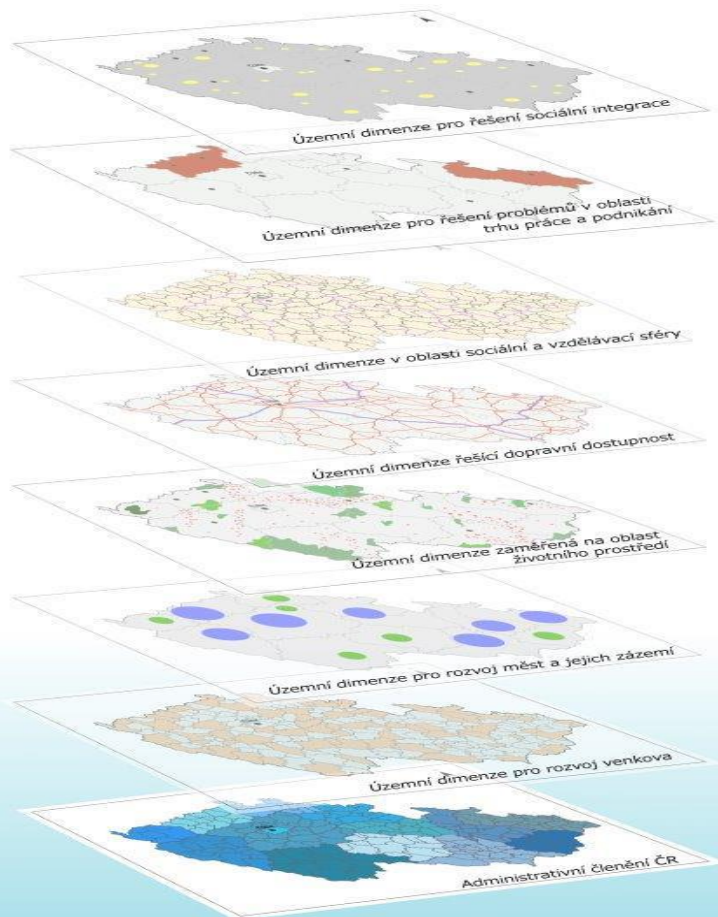 Územní dimenze pro řešení sociální integrace
Územní dimenze pro řešení problémů v oblasti
trhu práce a podnikání
Územní dimenze v oblasti sociální a vzdělávací sféry
Územní dimenze řešící dopravní dostupnost
Územní dimenze zaměřená na oblast
životního prostředí
Územní dimenze pro rozvoj měst a jejich zázemí
Územní dimenze pro rozvoj venkova
Administrativní členění ČR